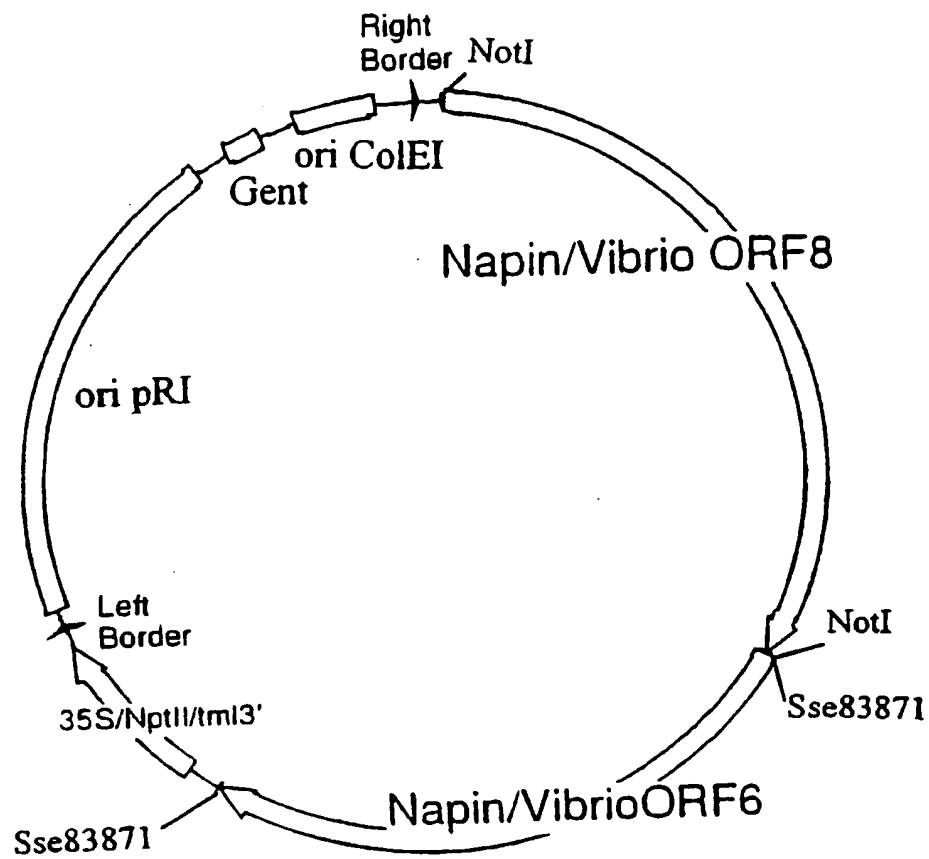 Right
Border
NotI
ori ColEI
Gent
Napin/Vibrio ORF8
ori pRI
Left
Border
NotI
Sse83871
35S/NptII/tml3'
Napin/VibrioORF6
Sse83871